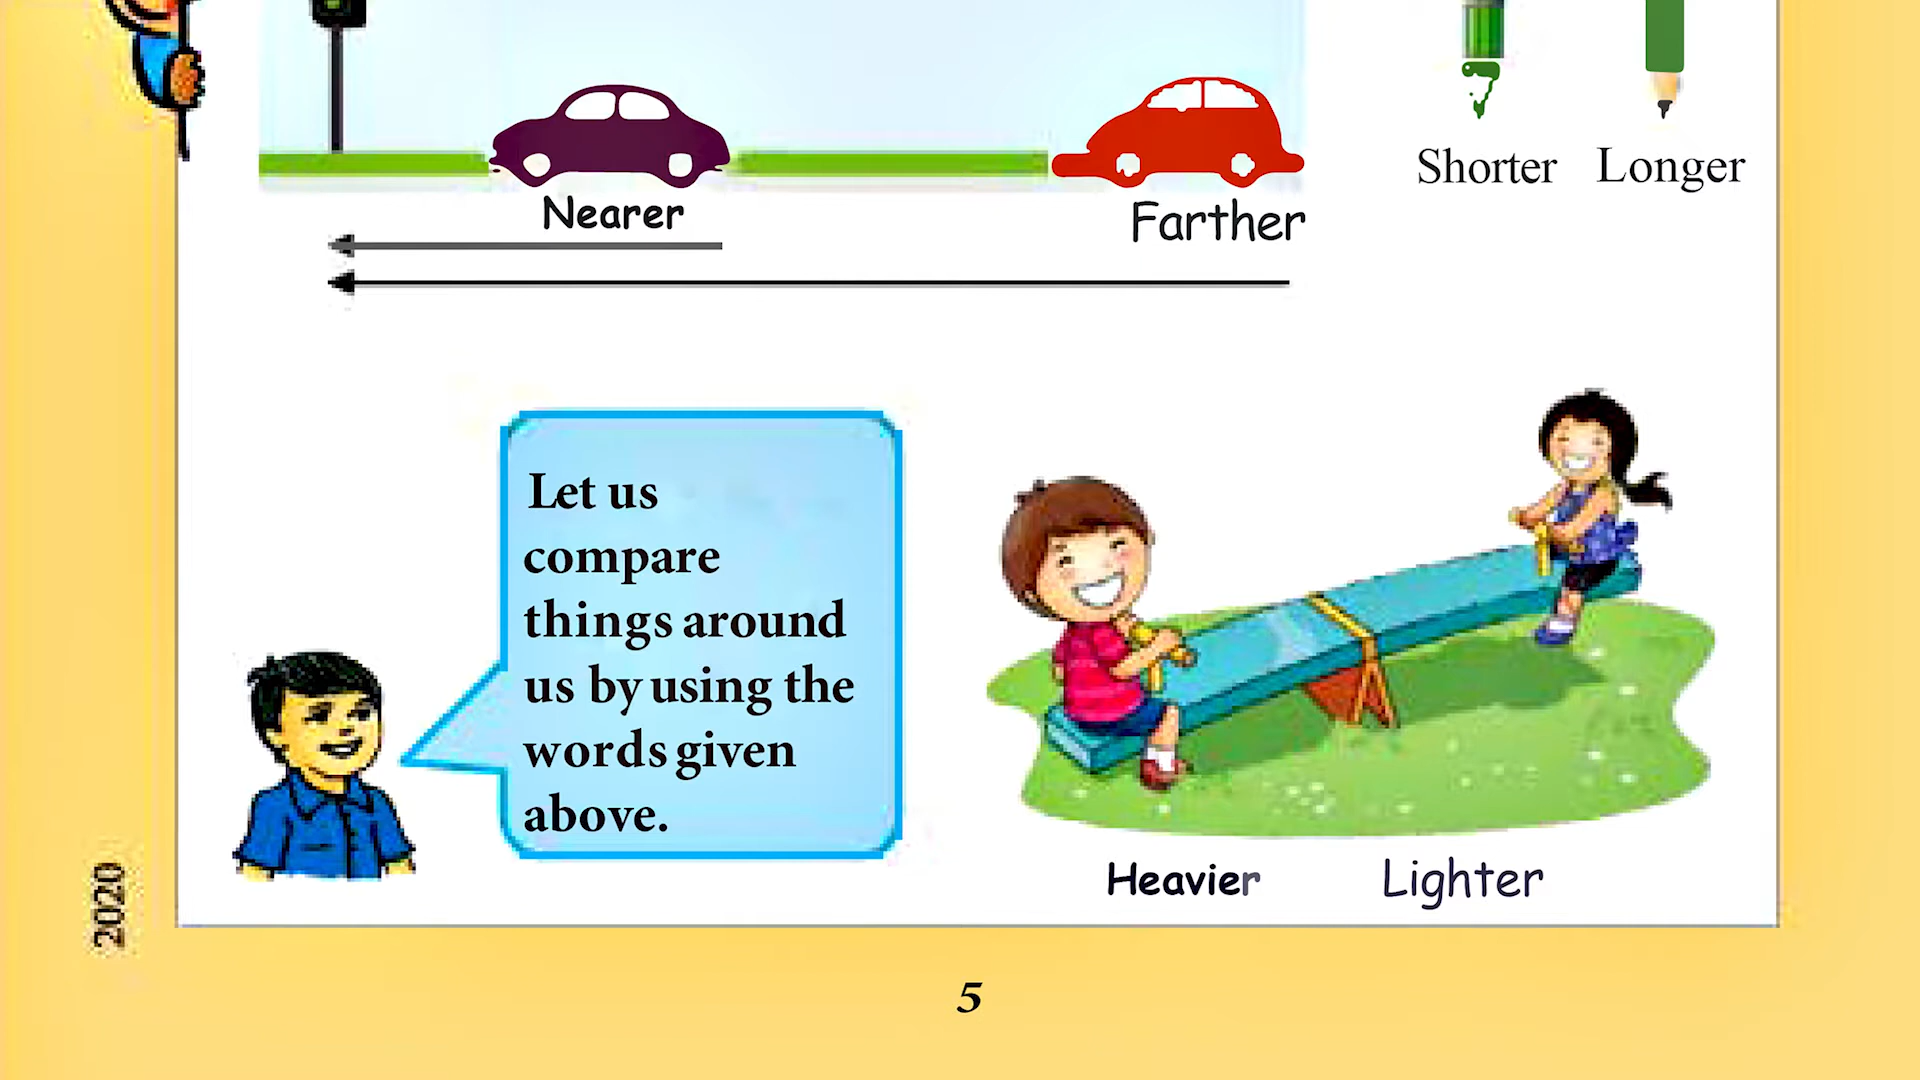 Shorter Longer
Nearer
Farther
Let us
compare
things around
us by using the
words given
above.
Heavier Lighter
2020
5